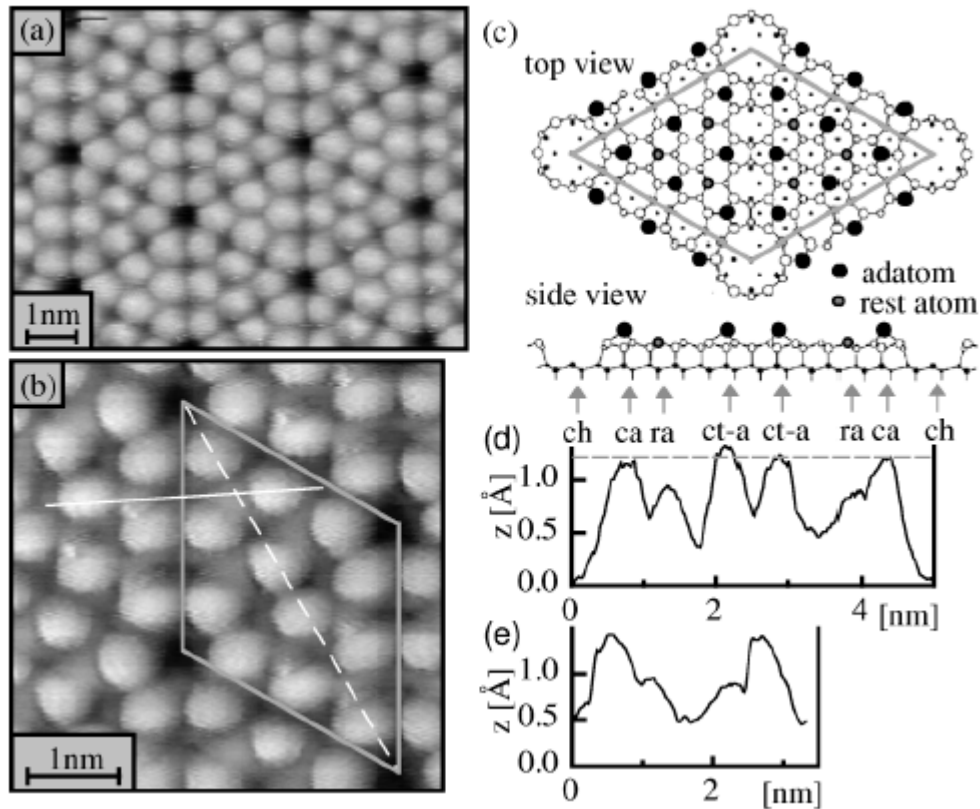 (a)
1nm
(b)
1nm
(c)
top view
adatom
rest atom
side view
ch ca ra ct-a ct-a ra ca ch
(d)
z [Å]
1.0
0.5
0.0
0 2 4 [nm]
(e)
z [Å]
1.0
0.5
0.0
0 2 [nm]